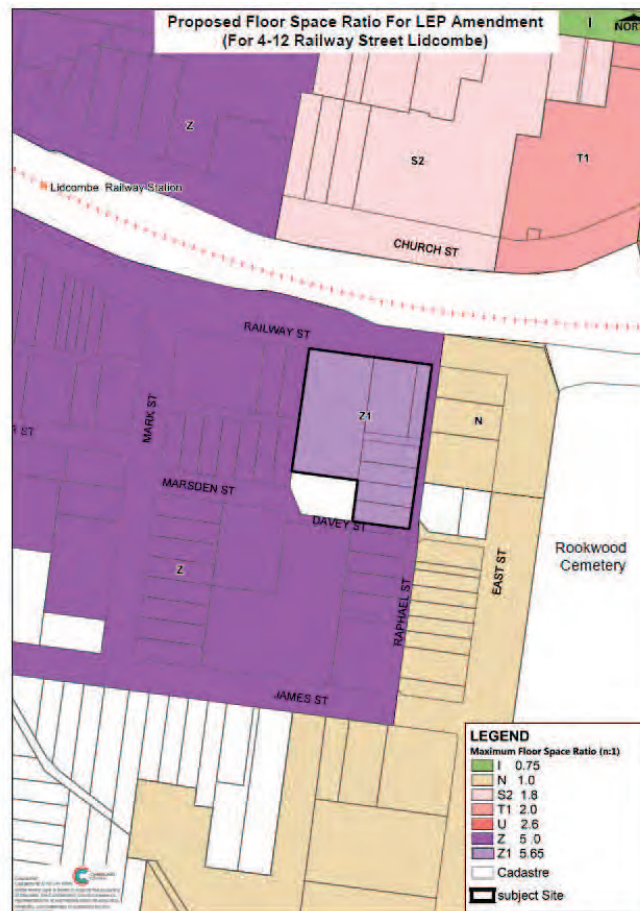 Proposed Floor Space Ratio For LEP Amendment
(For 4-12 Railway Street Lidcombe)
I
NORT
Z
S2
T1
Lidcombe Railway Station
CHURCH ST
RAILWAY ST
Z1
N
MARK ST
ST
MARSDEN ST
DAVEY ST
Z
RAPHAEL ST
EAST ST
Rookwood
Cemetery
JAMES ST
LEGEND
Maximum Floor Space Ratio (n:1)
I 0.75
N 1.0
S2 1.8
T1 2.0
U 2.6
Z 5.0
Z1 5.65
Cadastre
subject Site